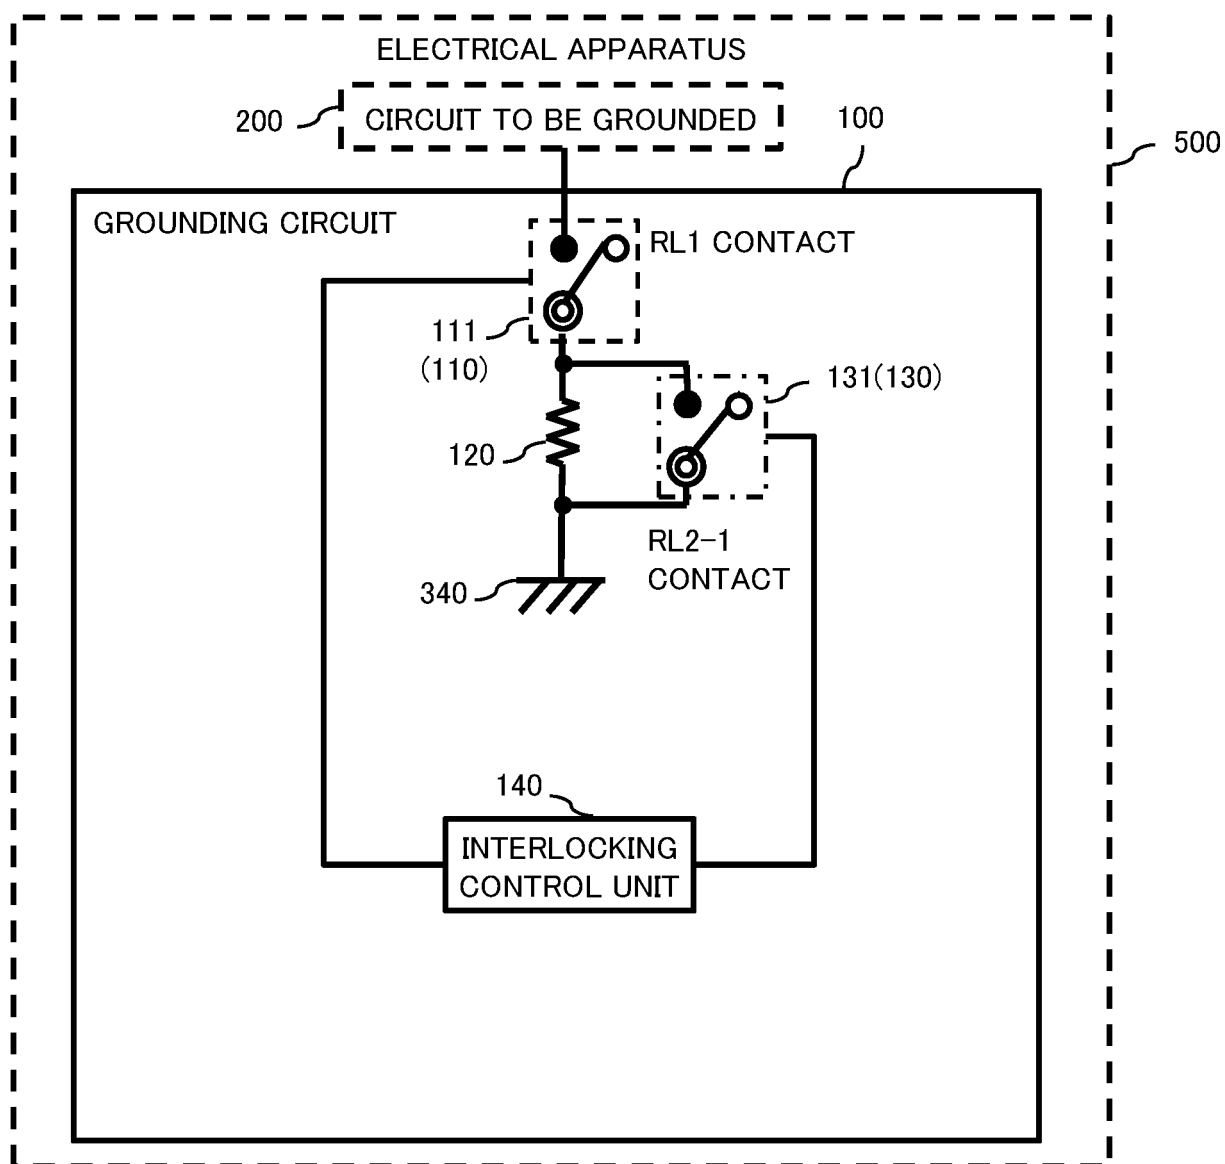 ELECTRICAL APPARATUS
200
CIRCUIT TO BE GROUNDED
100
500
GROUNDING CIRCUIT
RL1 CONTACT
111
(110)
131(130)
120
RL2-1
CONTACT
340
140
INTERLOCKING
CONTROL UNIT